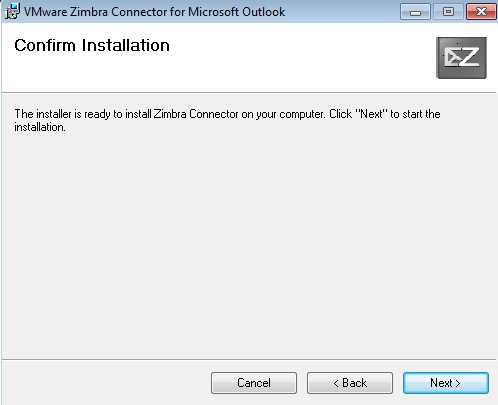 VMware Zimbra Connector for Microsoft Outlook
Confirm Installation
The installer is ready to install Zimbra Connector on your computer. Click "Next" to start the
installation.
Cancel
< Back
Next >